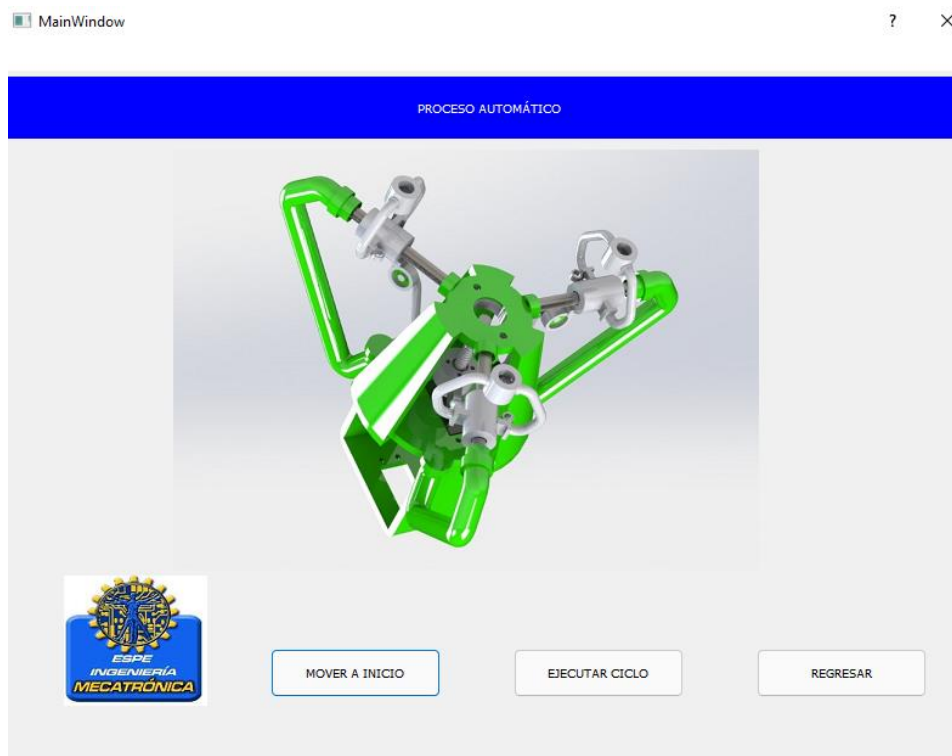 MainWindow
?
PROCESO AUTOMÁTICO
ESPE
INGENIERÍA
MECATRÓNICA
MOVER A INICIO
EJECUTAR CICLO
REGRESAR